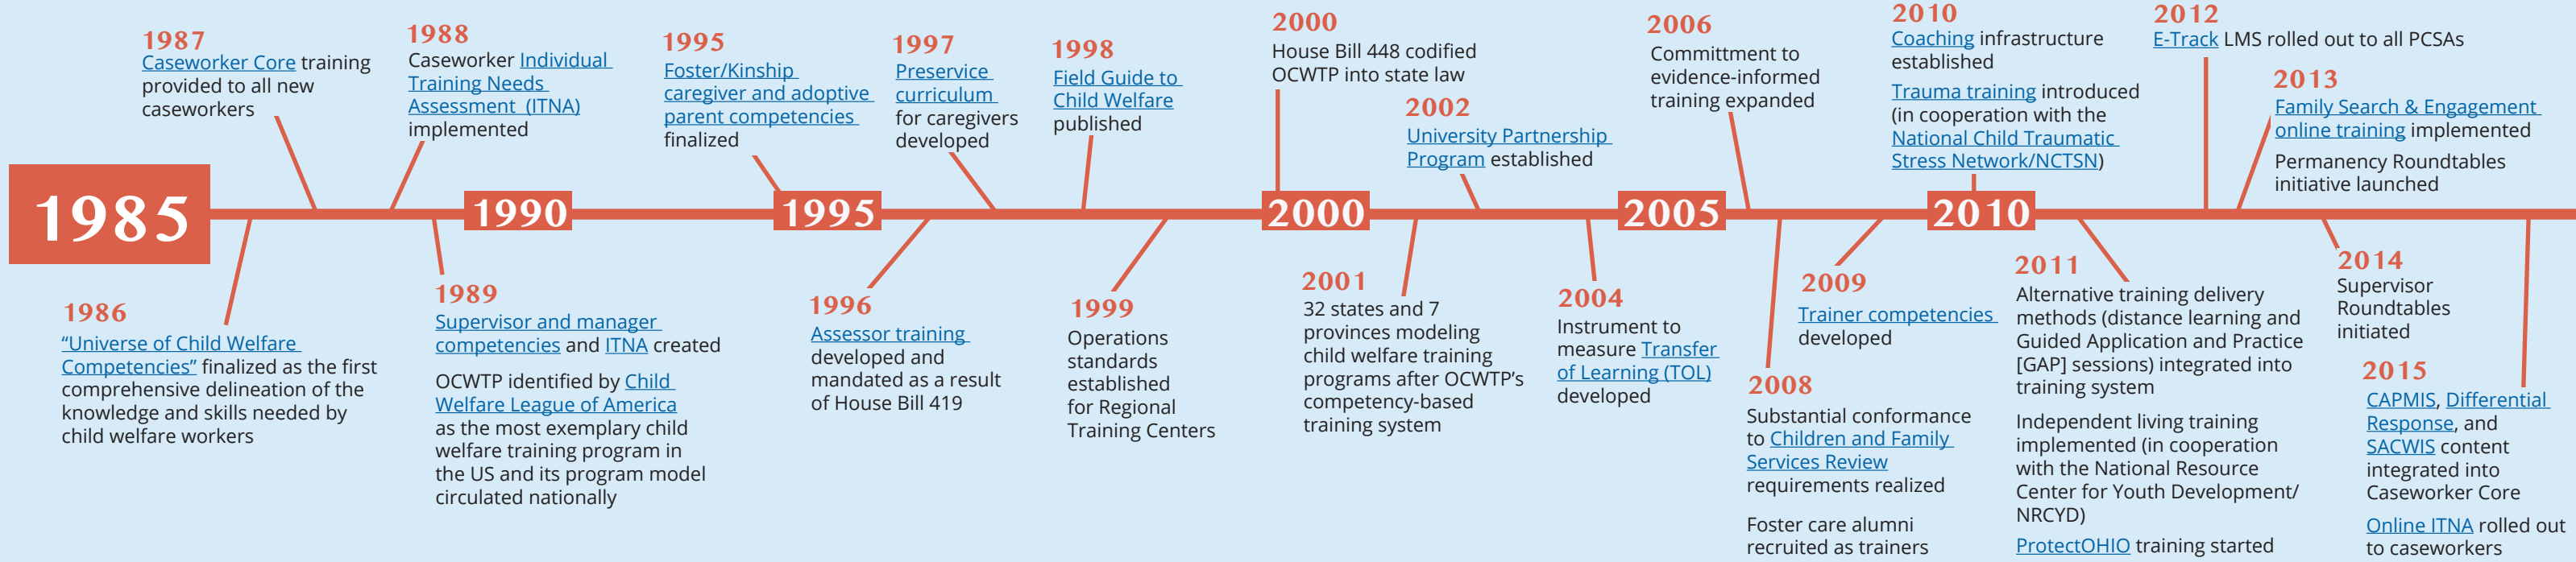 1985
1986
“Universe of Child Welfare
Competencies” finalized as the first
comprehensive delineation of the
knowledge and skills needed by
child welfare workers
1987
Caseworker Core training
provided to all new
caseworkers
1988
Caseworker Individual
Training Needs
Assessment (ITNA)
implemented
1989
Supervisor and manager
competencies and ITNA created
OCWTP identified by Child
Welfare League of America
as the most exemplary child
welfare training program in
the US and its program model
circulated nationally
1990
1995
Foster/Kinship
caregiver and adoptive
parent competencies
finalized
1995
1996
Assessor training
developed and
mandated as a result
of House Bill 419
1997
Preservice
curriculum
for caregivers
developed
1998
Field Guide to
Child Welfare
published
1999
Operations
standards
established
for Regional
Training Centers
2000
House Bill 448 codified
OCWTP into state law
2000
2001
32 states and 7
provinces modeling
child welfare training
programs after OCWTP’s
competency-based
training system
2002
University Partnership
Program established
2004
Instrument to
measure Transfer
of Learning (TOL)
developed
2005
2006
Committment to
evidence-informed
training expanded
2008
Substantial conformance
to Children and Family
Services Review
requirements realized
Foster care alumni
recruited as trainers
2009
Trainer competencies
developed
2010
Coaching infrastructure
established
Trauma training introduced
(in cooperation with the
National Child Traumatic
Stress Network/NCTSN)
2010
2011
Alternative training delivery
methods (distance learning and
Guided Application and Practice
[GAP] sessions) integrated into
training system
Independent living training
implemented (in cooperation
with the National Resource
Center for Youth Development/
NRCYD)
ProtectOHIO training started
2012
E-Track LMS rolled out to all PCSAs
2013
Family Search & Engagement
online training implemented
Permanency Roundtables
initiative launched
2014
Supervisor
Roundtables
initiated
2015
CAPMIS, Differential
Response, and
SACWIS content
integrated into
Caseworker Core
Online ITNA rolled out
to caseworkers